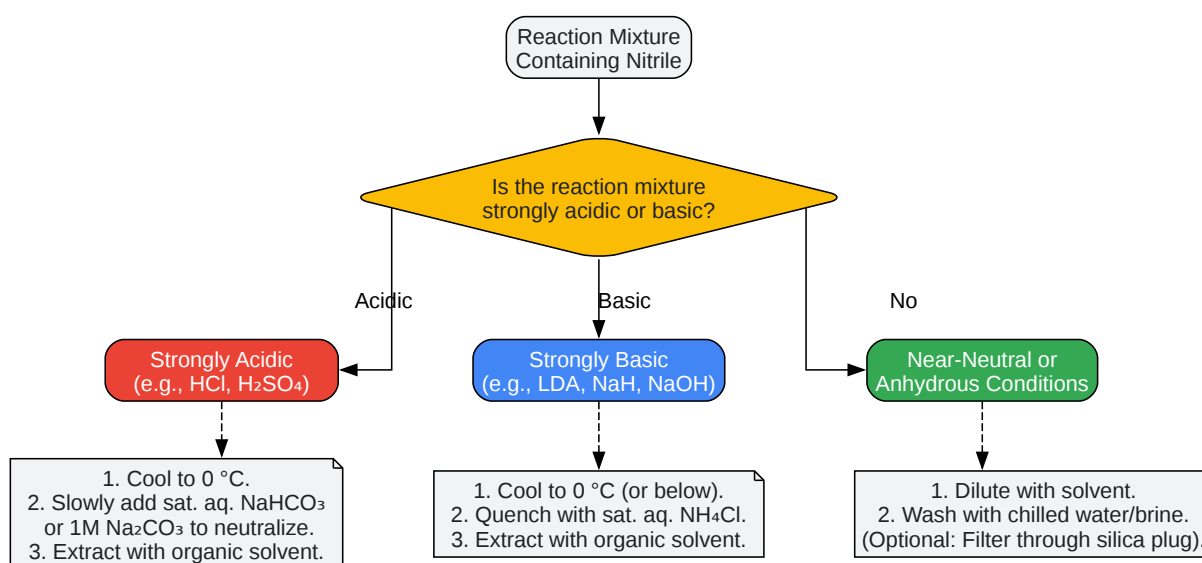 Reaction Mixture
Containing Nitrile
Is the reaction mixture
strongly acidic or basic?
Acidic
Basic
No
Strongly Acidic
(e.g., HCl, H₂SO₄)
Strongly Basic
(e.g., LDA, NaH, NaOH)
Near-Neutral or
Anhydrous Conditions
1. Cool to 0 °C.
2. Slowly add sat. aq. NaHCO₃
or 1M Na₂CO₃ to neutralize.
3. Extract with organic solvent.
1. Cool to 0 °C (or below).
2. Quench with sat. aq. NH₄Cl.
3. Extract with organic solvent.
1. Dilute with solvent.
2. Wash with chilled water/brine.
(Optional: Filter through silica plug).